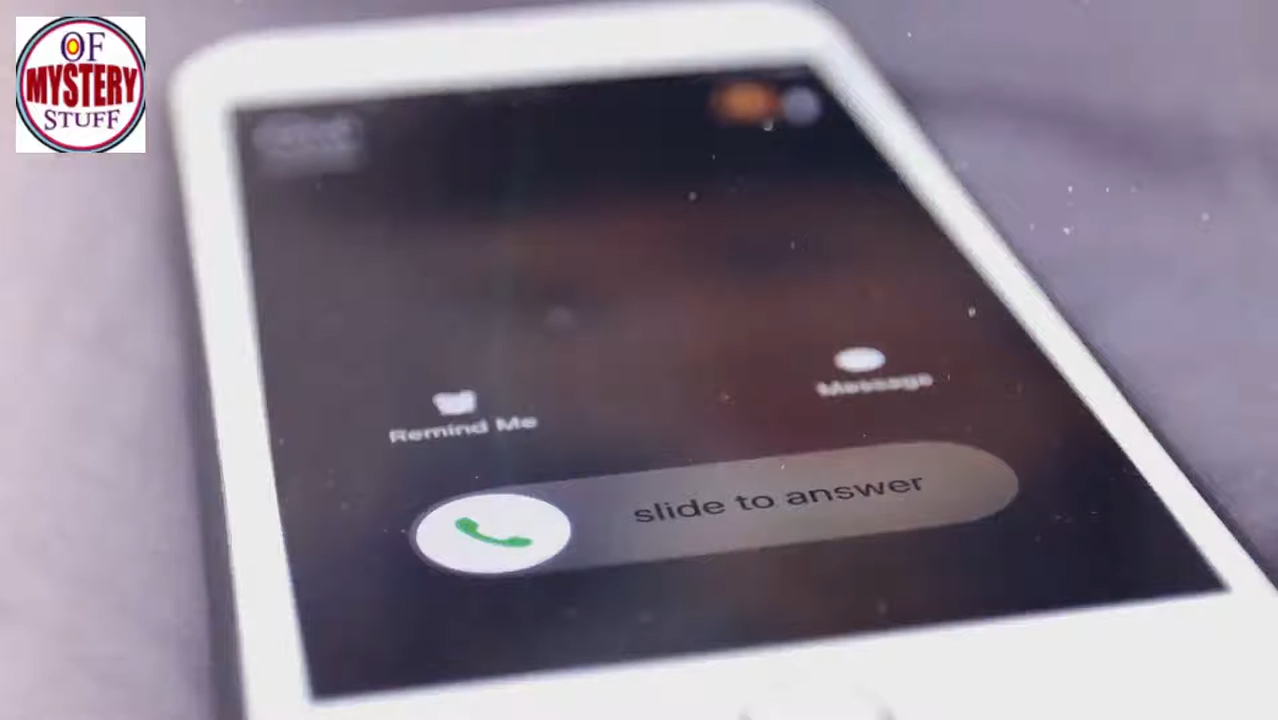 OF
MYSTERY
STUFF
Message
Remind Me
slide to answer